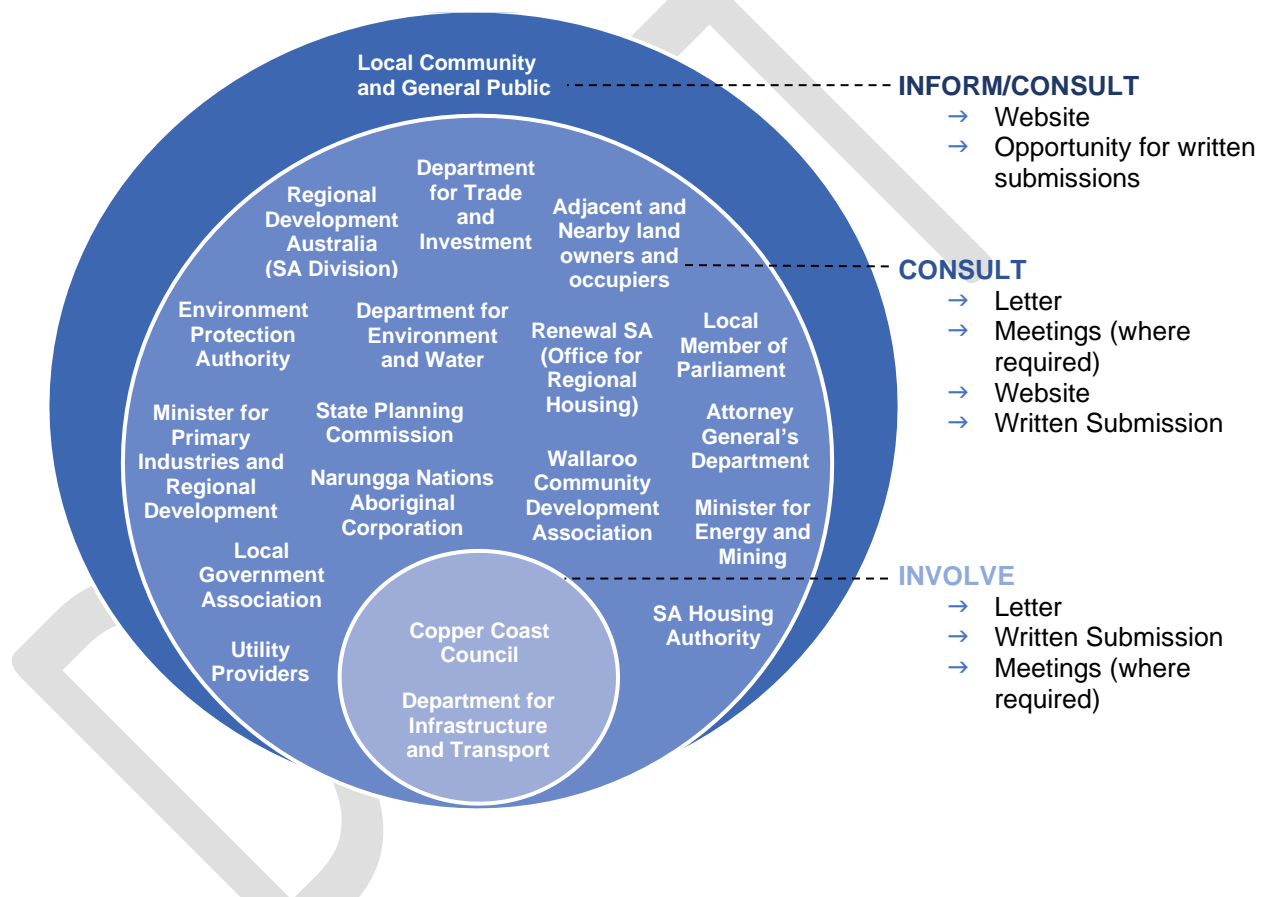 Local Community
and General Public
Department
for Trade
and
Investment
Regional
Development
Australia
(SA Division)
Adjacent and
Nearby land
owners and
occupiers
Environment
Protection
Authority
Department for
Environment
and Water
Renewal SA
(Office for
Regional
Housing)
Local
Member of
Parliament
Minister for
Primary
Industries and
Regional
Development
State Planning
Commission
Attorney
General's
Department
Narungga Nations
Aboriginal
Corporation
Wallaroo
Community
Development
Association
Minister for
Energy and
Mining
Local
Government
Association
SA Housing
Authority
Utility
Providers
Copper Coast
Council
Department for
Infrastructure
and Transport
INFORM/CONSULT
→ Website
→ Opportunity for written
submissions
CONSULT
→ Letter
→ Meetings (where
required)
→ Website
→ Written Submission
INVOLVE
→ Letter
→ Written Submission
→ Meetings (where
required)